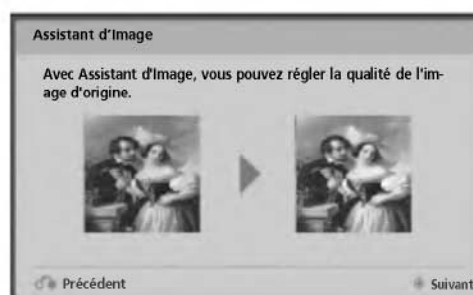 Assistant d'Image
Avec Assistant d'Image, vous pouvez régler la qualité de l'im-
age d'origine.
Précédent
Suivant